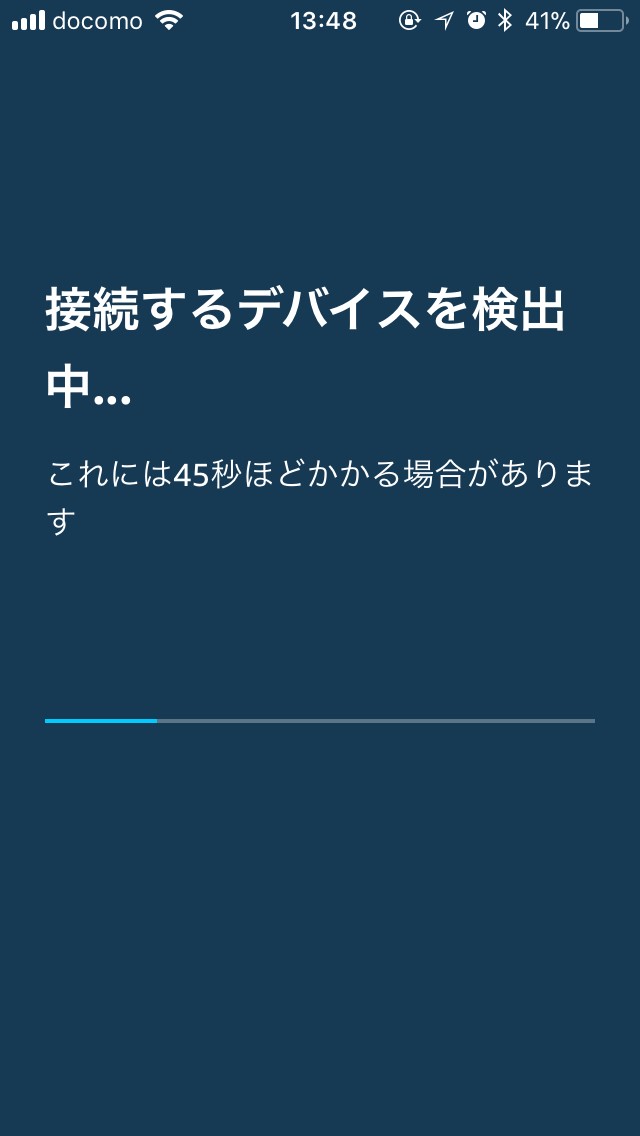 docomo 13:48 41%
接続するデバイスを検出
中...
これには45秒ほどかかる場合がありま
す